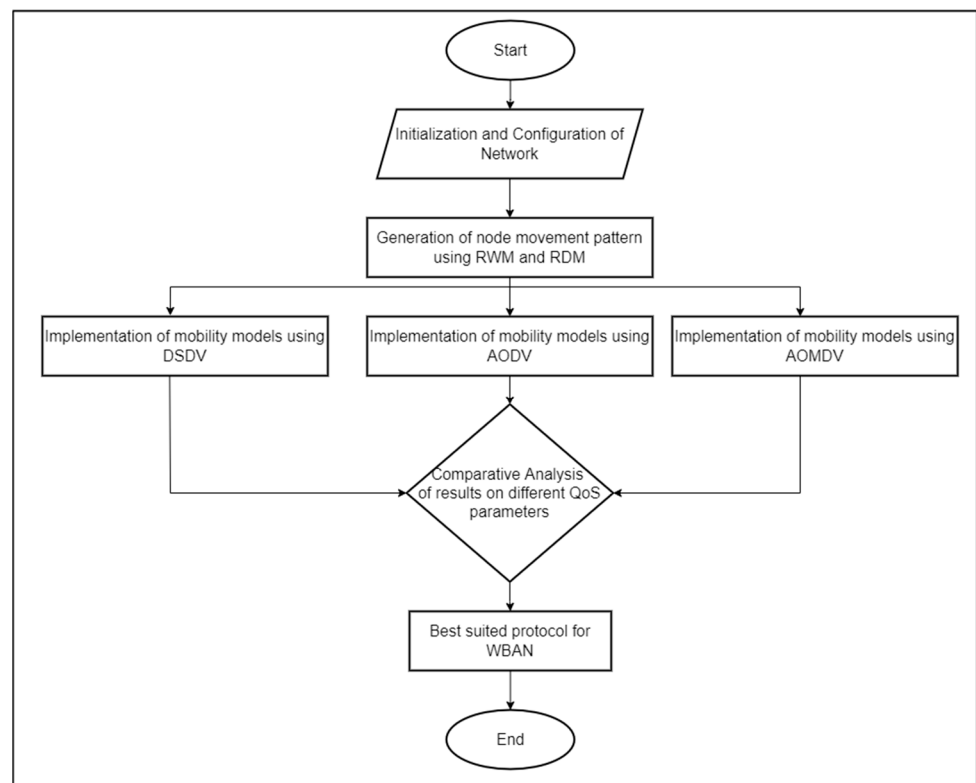 Start
Initialization and Configuration of
Network
Generation of node movement pattern
using RWM and RDM
Implementation of mobility models using
DSDV
Implementation of mobility models using
AODV
Implementation of mobility models using
AOMDV
Comparative Analysis
of results on different QoS
parameters
Best suited protocol for
WBAN
End